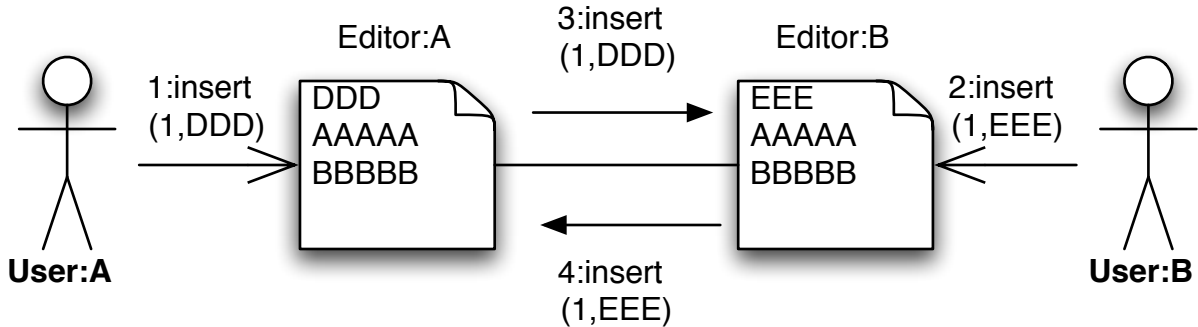 Editor:A
3:insert
(1,DDD)
Editor:B
1:insert
(1,DDD)
DDD
AAAAA
BBBBB
EEE
AAAAA
BBBBB
2:insert
(1,EEE)
User:A
4:insert
(1,EEE)
User:B